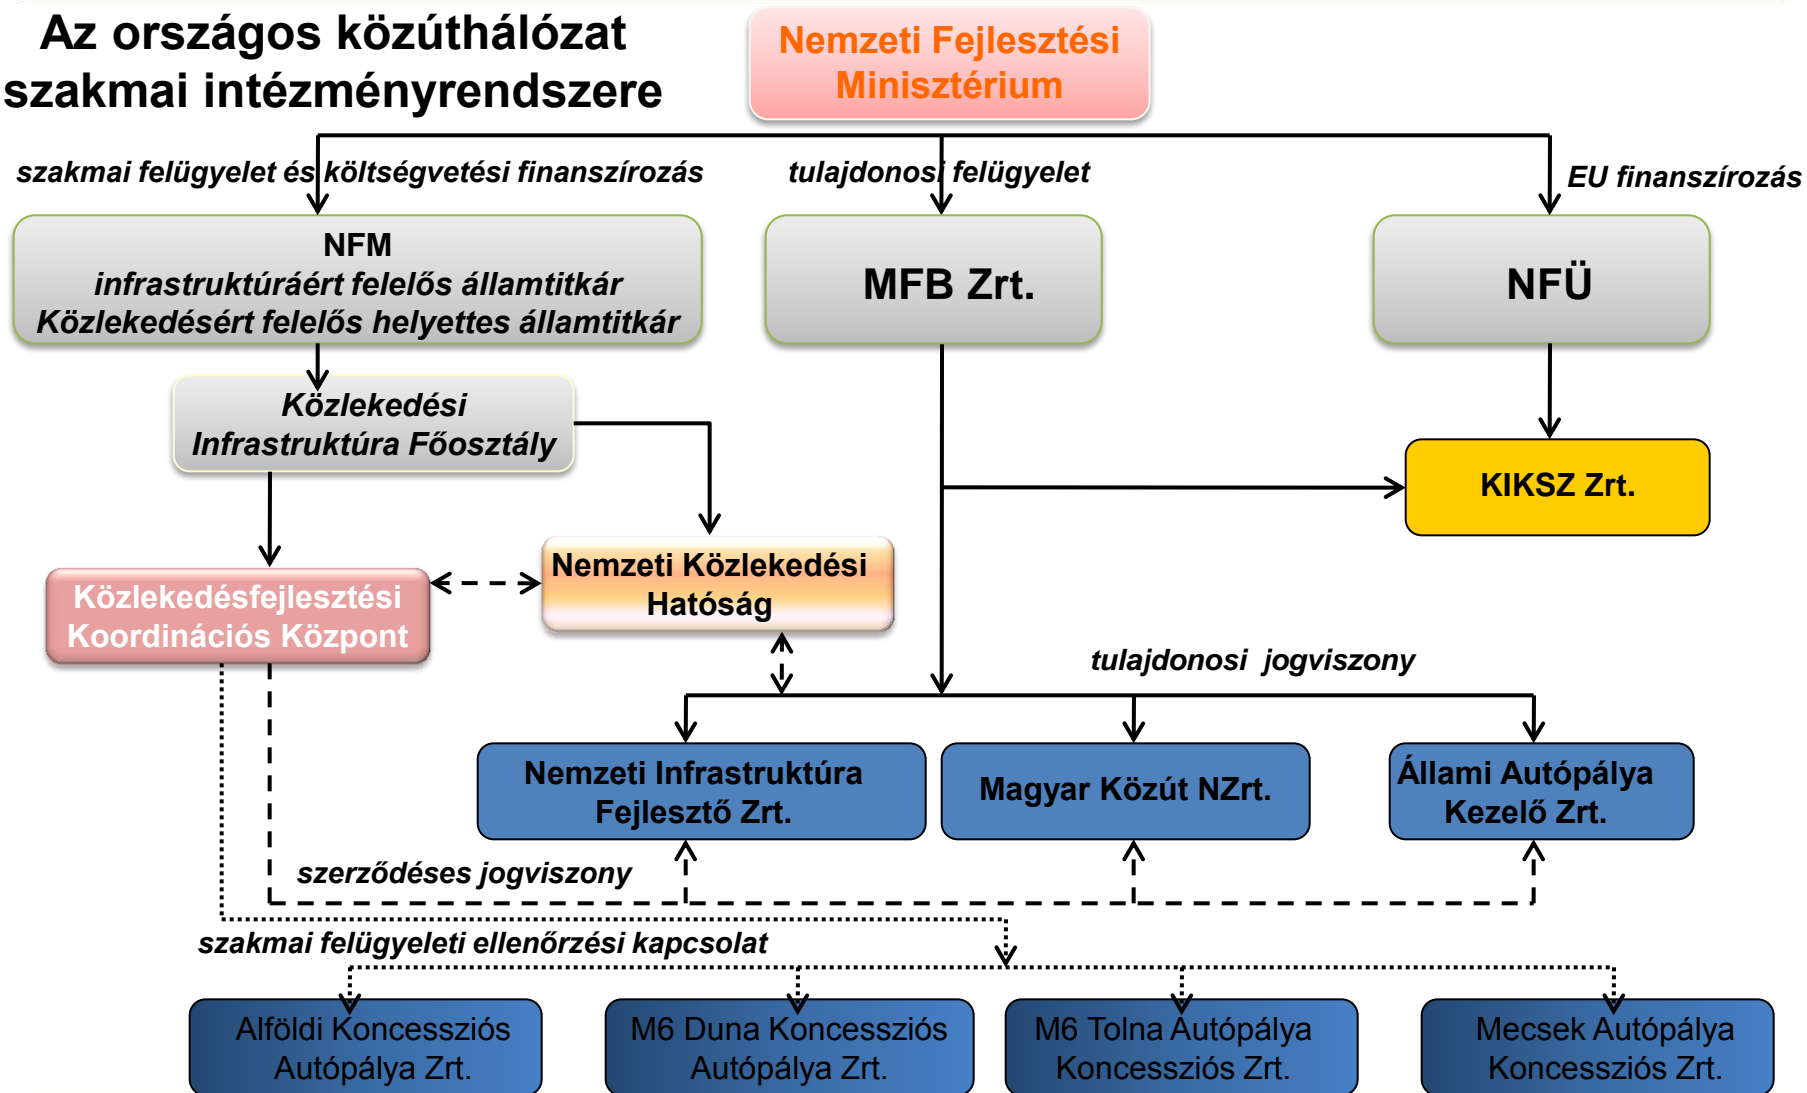 Az országos közúthálózat
szakmai intézményrendszere
Nemzeti Fejlesztési
Minisztérium
szakmai felügyelet és költségvetési finanszírozás
tulajdonosi felügyelet
EU finanszírozás
NFM
infrastruktúráért felelős államtitkár
Közlekedésért felelős helyettes államtitkár
MFB Zrt.
NFÜ
Közlekedési
Infrastruktúra Főosztály
KIKSZ Zrt.
Nemzeti Közlekedési
Hatóság
Közlekedésfejlesztési
Koordinációs Központ
tulajdonosi jogviszony
Nemzeti Infrastruktúra
Fejlesztő Zrt.
Magyar Közút NZrt.
Állami Autópálya
Kezelő Zrt.
szerződéses jogviszony
szakmai felügyeleti ellenőrzési kapcsolat
Alföldi Koncessziós
Autópálya Zrt.
M6 Duna Koncessziós
Autópálya Zrt.
M6 Tolna Autópálya
Koncessziós Zrt.
Mecsek Autópálya
Koncessziós Zrt.